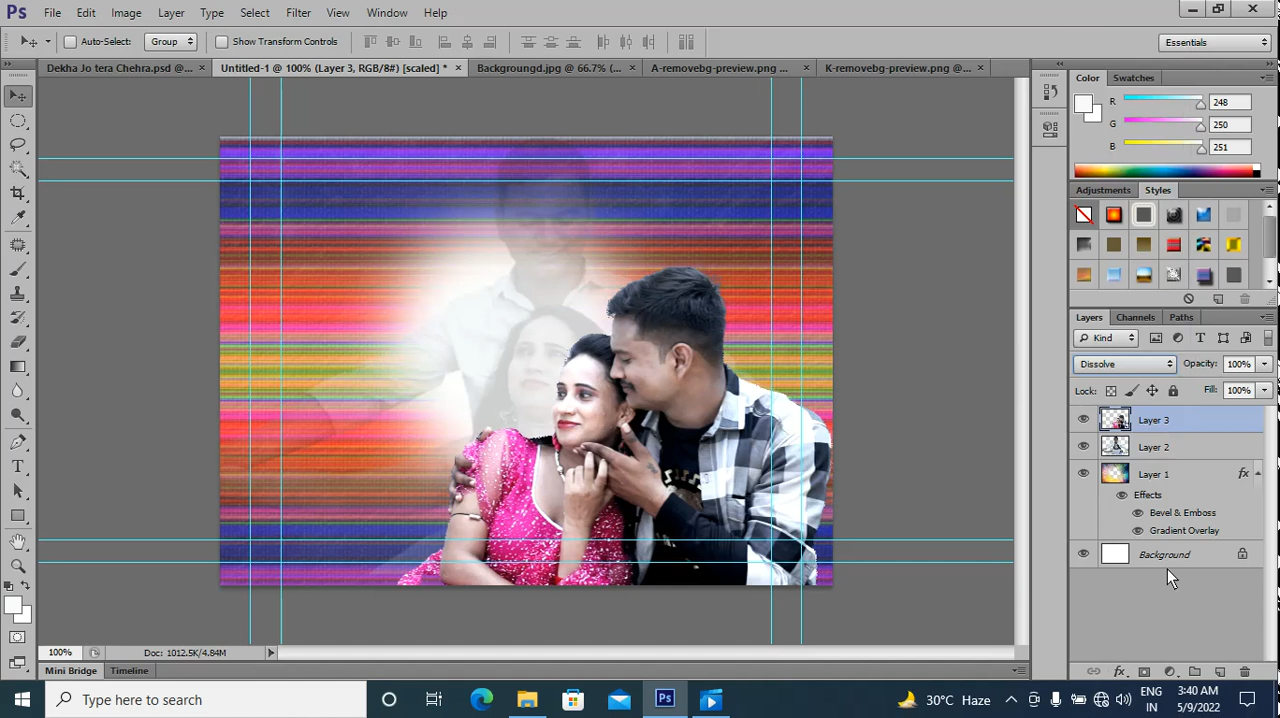 Ps File Edit Image Layer Type Select Filter View Window Help
Auto-Select: Group Show Transform Controls Essentials
Dekha Jo tera Chehra.psd @... × Untitled-1 @ 100% (Layer 3, RGB/8#) [scaled] * × Backgroungd.jpg @ 66.7% (... × A-removebg-preview.png ... × K-removebg-preview.png @... ×
Color Swatches
R 248
G 250
B 251
Adjustments Styles
Layers Channels Paths
Kind
Dissolve Opacity: 100%
Lock: Fill: 100%
Layer 3
Layer 2
Layer 1 fx
Effects
Bevel & Emboss
Gradient Overlay
Background
100% Doc: 1012.5K/4.84M
Mini Bridge Timeline
Type here to search Ps 30°C Haze ENG 3:40 AM
IN 5/9/2022